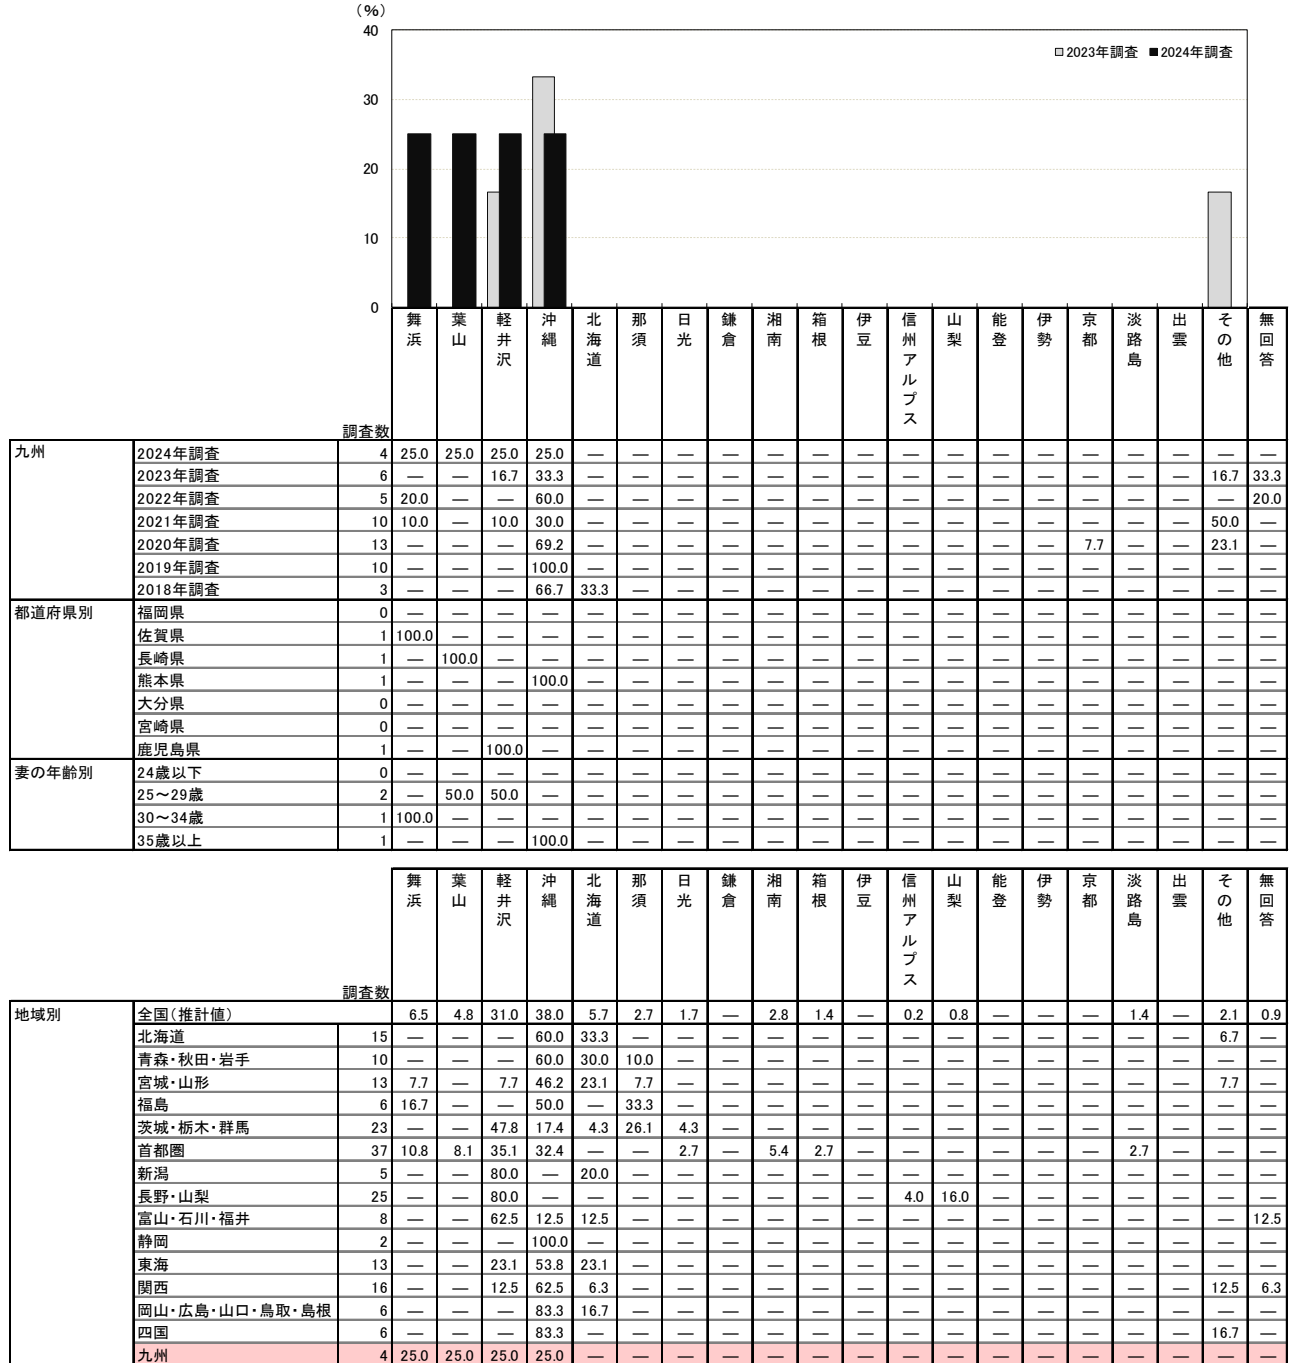 (%)
40
□2023年調査 ■2024年調査
30
20
10
0
舞浜 葉山 軽井沢 沖縄 北海道 那須 日光 鎌倉 湘南 箱根 伊豆 信州アルプス 山梨 能登 伊勢 京都 淡路島 出雲 その他 無回答
調査数
九州 2024年調査 4 25.0 25.0 25.0 25.0 — — — — — — — — — — — — — — — —
2023年調査 6 — — 16.7 33.3 — — — — — — — — — — — — — — 16.7 33.3
2022年調査 5 20.0 — — 60.0 — — — — — — — — — — — — — — — 20.0
2021年調査 10 10.0 — 10.0 30.0 — — — — — — — — — — — — — — 50.0 —
2020年調査 13 — — — 69.2 — — — — — — — — — — — 7.7 — — 23.1 —
2019年調査 10 — — — 100.0 — — — — — — — — — — — — — — — —
2018年調査 3 — — — 66.7 33.3 — — — — — — — — — — — — — — —
都道府県別 福岡県 0 — — — — — — — — — — — — — — — — — — — —
佐賀県 1 100.0 — — — — — — — — — — — — — — — — — — —
長崎県 1 — 100.0 — — — — — — — — — — — — — — — — — —
熊本県 1 — — — 100.0 — — — — — — — — — — — — — — — —
大分県 0 — — — — — — — — — — — — — — — — — — — —
宮崎県 0 — — — — — — — — — — — — — — — — — — — —
鹿児島県 1 — — 100.0 — — — — — — — — — — — — — — — — —
妻の年齢別 24歳以下 0 — — — — — — — — — — — — — — — — — — — —
25～29歳 2 — 50.0 50.0 — — — — — — — — — — — — — — — — —
30～34歳 1 100.0 — — — — — — — — — — — — — — — — — — —
35歳以上 1 — — — 100.0 — — — — — — — — — — — — — — — —
舞浜 葉山 軽井沢 沖縄 北海道 那須 日光 鎌倉 湘南 箱根 伊豆 信州アルプス 山梨 能登 伊勢 京都 淡路島 出雲 その他 無回答
調査数
地域別 全国(推計値) 6.5 4.8 31.0 38.0 5.7 2.7 1.7 — 2.8 1.4 — 0.2 0.8 — — — 1.4 — 2.1 0.9
北海道 15 — — — 60.0 33.3 — — — — — — — — — — — — — 6.7 —
青森・秋田・岩手 10 — — — 60.0 30.0 10.0 — — — — — — — — — — — — — —
宮城・山形 13 7.7 — 7.7 46.2 23.1 7.7 — — — — — — — — — — — — 7.7 —
福島 6 16.7 — — 50.0 — 33.3 — — — — — — — — — — — — — —
茨城・栃木・群馬 23 — — 47.8 17.4 4.3 26.1 4.3 — — — — — — — — — — — — —
首都圏 37 10.8 8.1 35.1 32.4 — — 2.7 — 5.4 2.7 — — — — — — 2.7 — — —
新潟 5 — — 80.0 — 20.0 — — — — — — — — — — — — — — —
長野・山梨 25 — — 80.0 — — — — — — — — 4.0 16.0 — — — — — — —
富山・石川・福井 8 — — 62.5 12.5 12.5 — — — — — — — — — — — — — — 12.5
静岡 2 — — — 100.0 — — — — — — — — — — — — — — — —
東海 13 — — 23.1 53.8 23.1 — — — — — — — — — — — — — — —
関西 16 — — 12.5 62.5 6.3 — — — — — — — — — — — — — 12.5 6.3
岡山・広島・山口・鳥取・島根 6 — — — 83.3 16.7 — — — — — — — — — — — — — — —
四国 6 — — — 83.3 — — — — — — — — — — — — — — 16.7 —
九州 4 25.0 25.0 25.0 25.0 — — — — — — — — — — — — — — — —